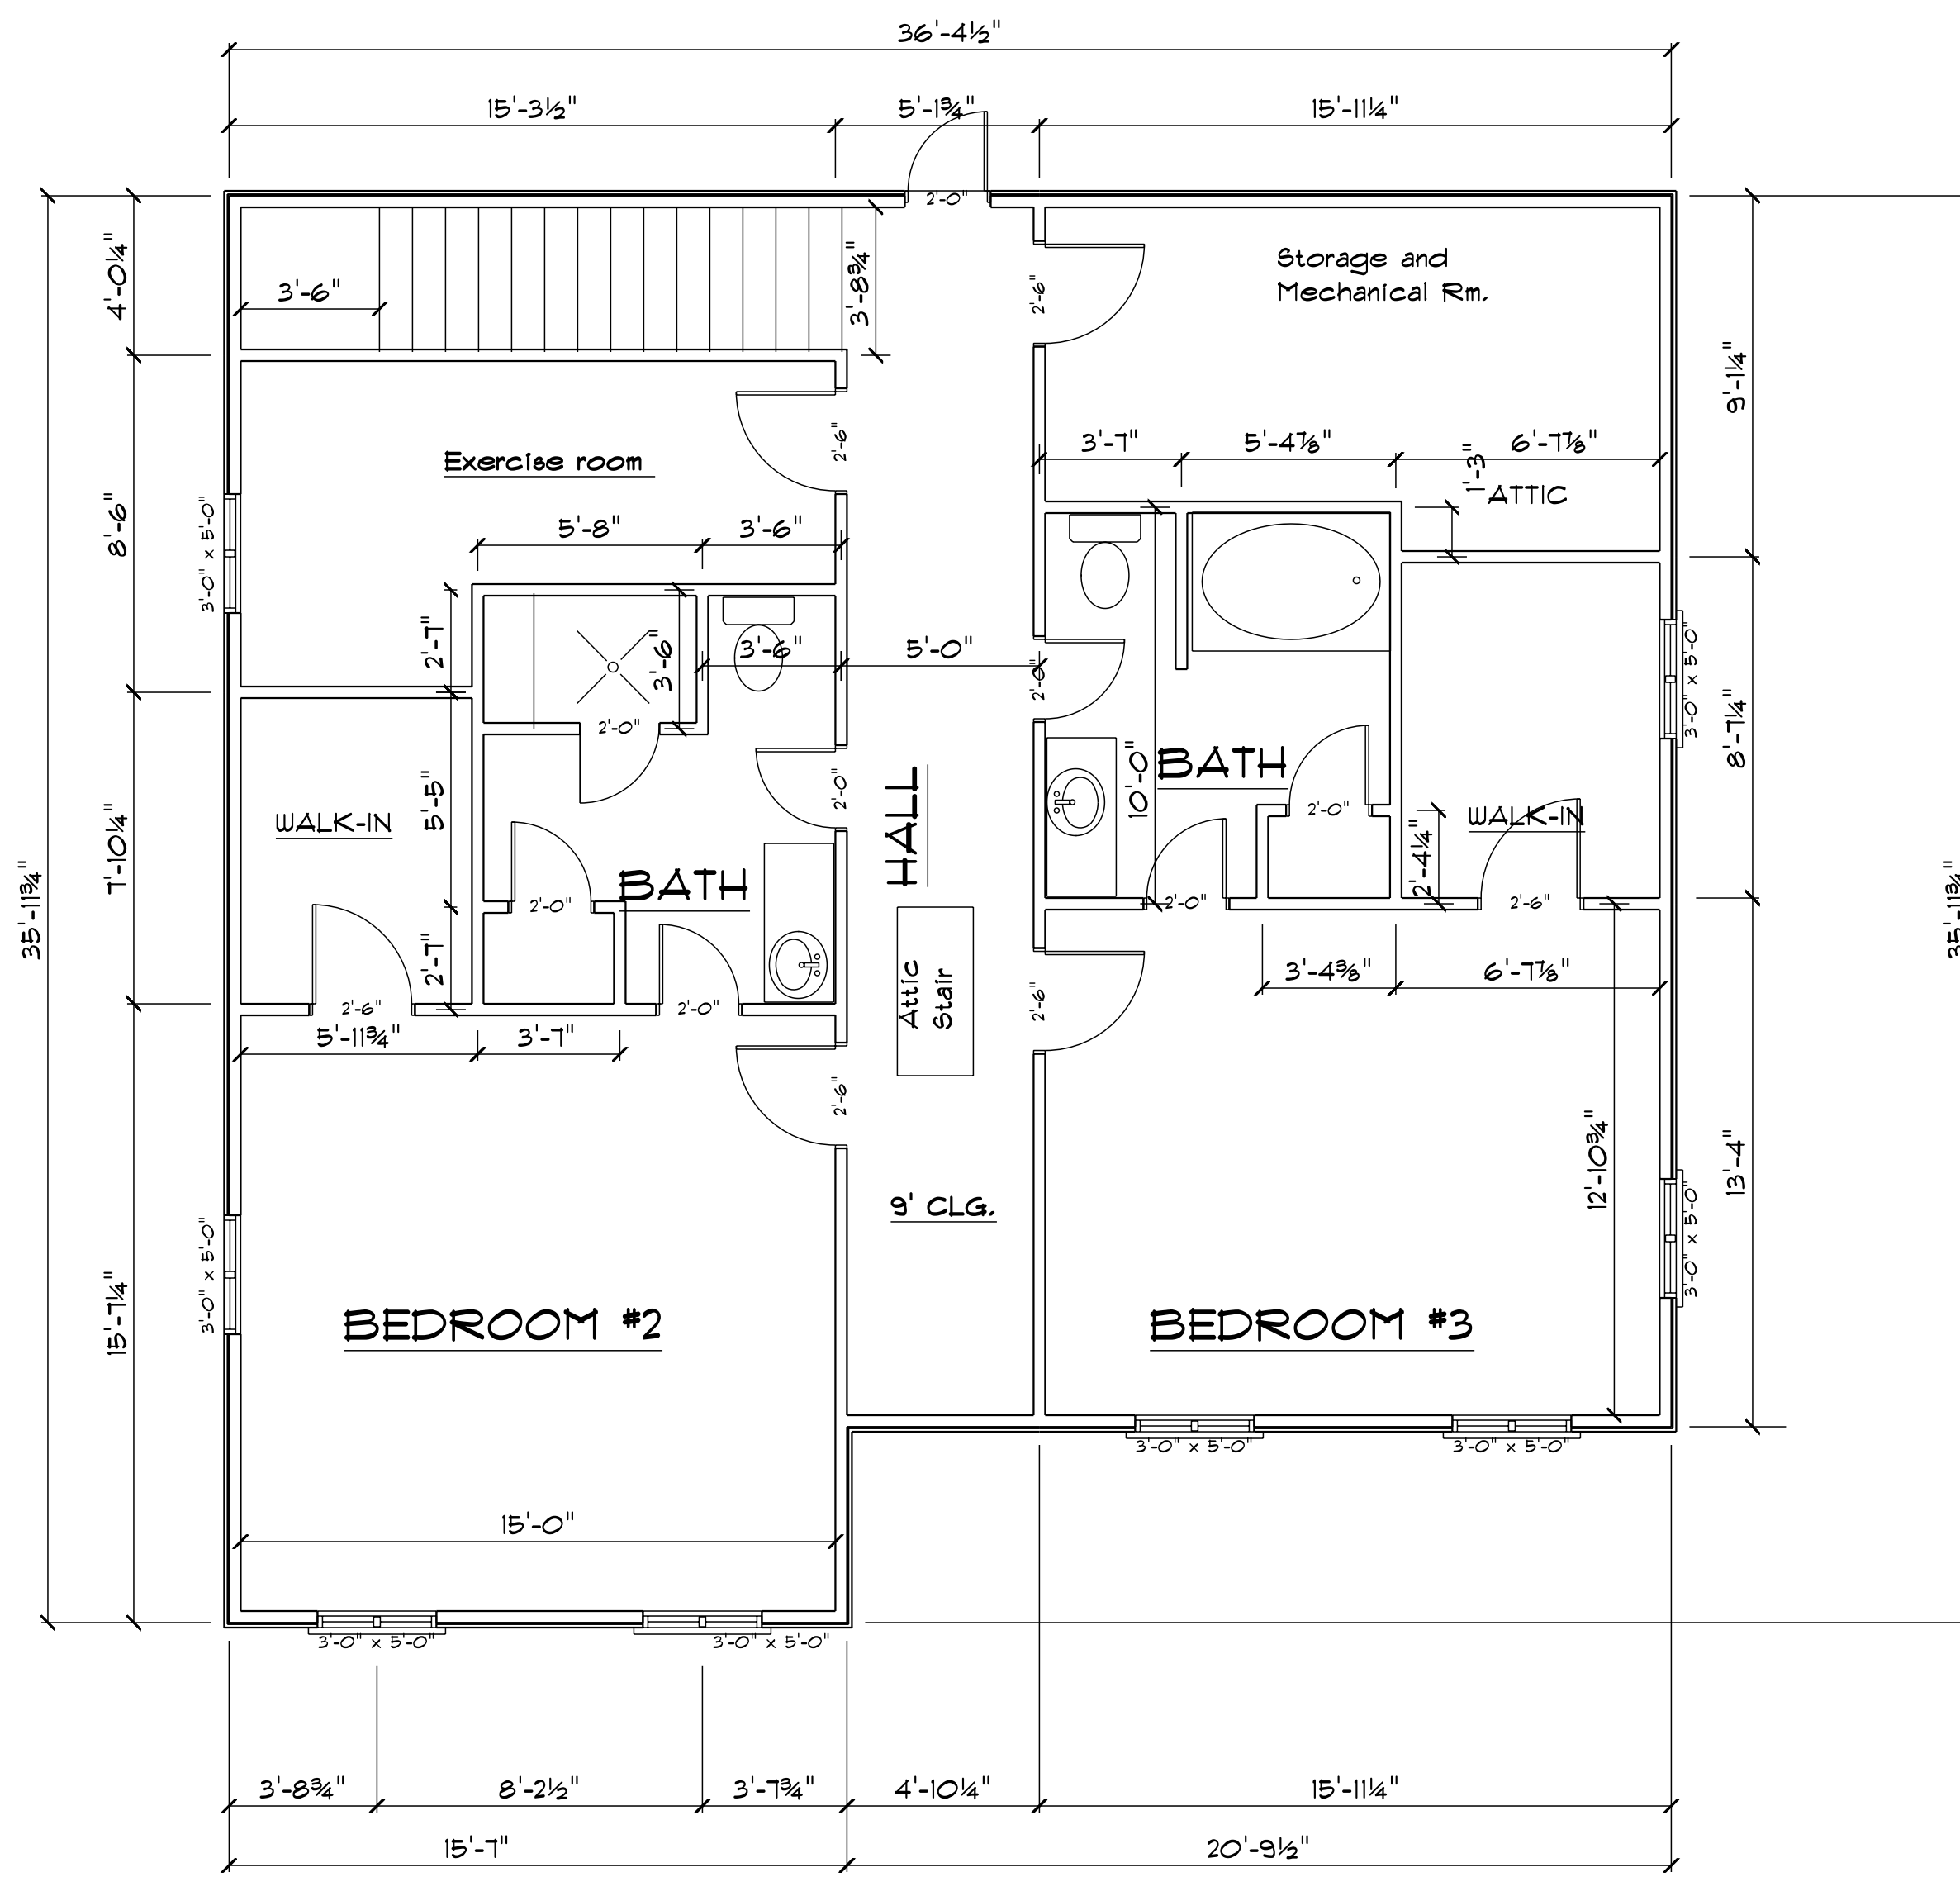 36'-4½"
15'-3½"
5'-1¾"
15'-11¼"
2'-0"
4'-0¼"
3'-6"
3'-8¾"
2'-6"
Storage and
Mechanical Rm.
9'-1¼"
Exercise room
2'-6"
3'-7"
5'-4⅞"
6'-7⅞"
1'-3"
ATTIC
8'-6"
3'-0" x 5'-0"
5'-8"
3'-6"
2'-7"
3'-6"
3'-6"
5'-0"
2'-0"
3'-0" x 5'-0"
2'-0"
8'-7¼"
BATH
10'-0"
2'-0"
5'-5"
2'-0"
HALL
WALK-IN
WALK-IN
7'-10¼"
35'-11¾"
35'-11¾"
BATH
2'-0"
2'-4¼"
2'-0"
2'-6"
2'-7"
Attic
Stair
3'-4⅜"
6'-7⅞"
2'-6"
2'-6"
2'-0"
5'-11¾"
3'-7"
2'-6"
12'-10¾"
13'-4"
9' CLG.
3'-0" x 5'-0"
3'-0" x 5'-0"
15'-7¼"
BEDROOM #2
BEDROOM #3
3'-0" x 5'-0"
3'-0" x 5'-0"
15'-0"
3'-0" x 5'-0"
3'-0" x 5'-0"
3'-8¾"
8'-2½"
3'-7¾"
4'-10¼"
15'-11¼"
15'-7"
20'-9½"